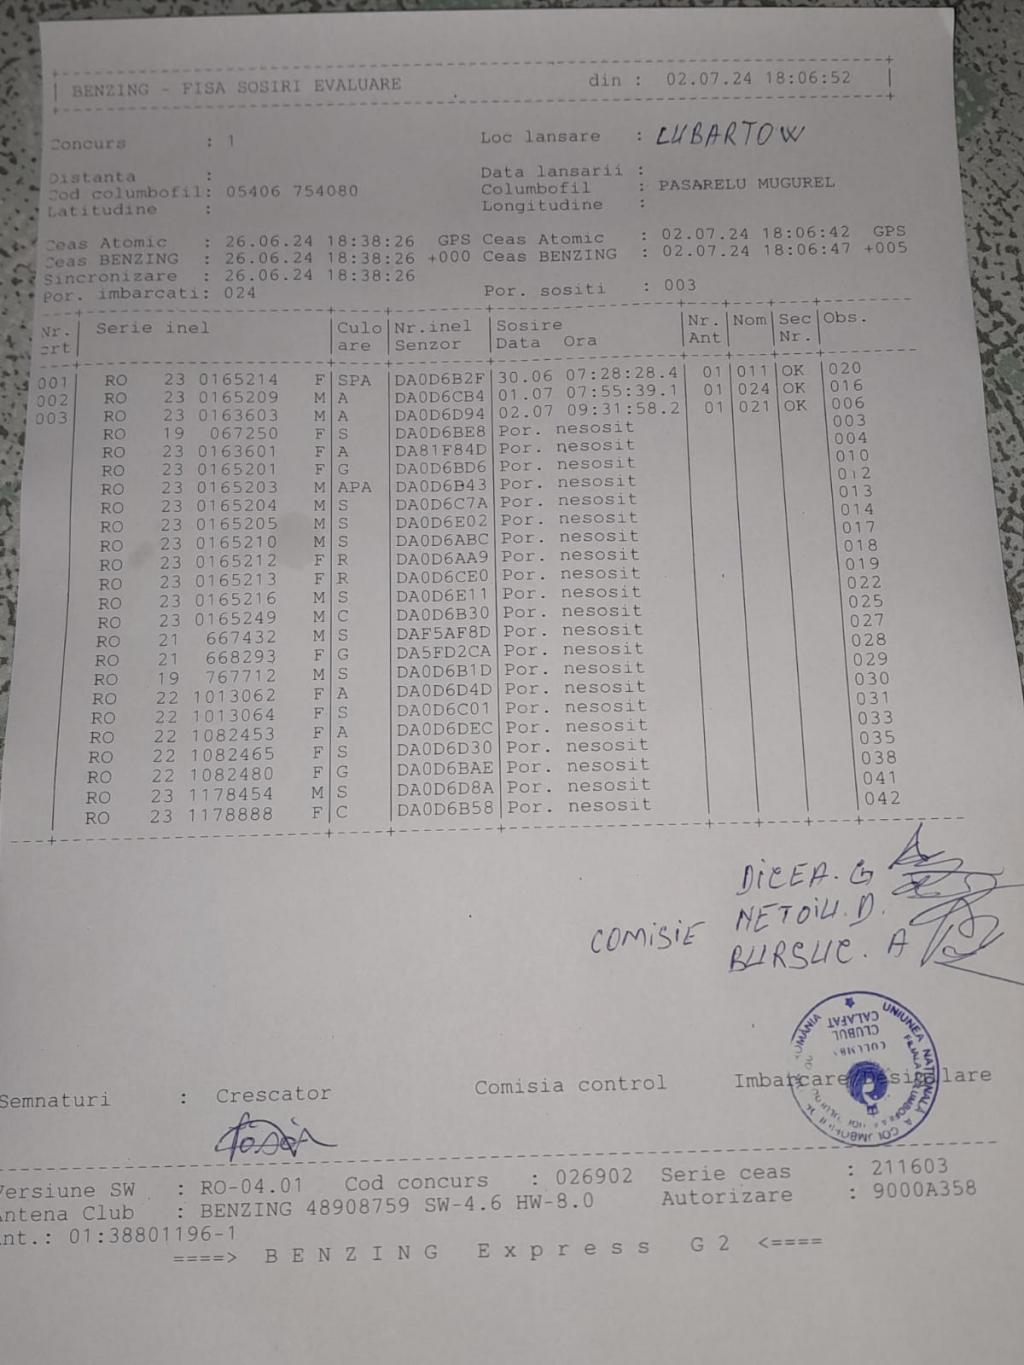 BENZING - FISA SOSIRI EVALUARE din : 02.07.24 18:06:52
Concurs : 1 Loc lansare : LUBARTOW
Distanta : Data lansarii :
Cod columbofil: 05406 754080 Columbofil : PASARELU MUGUREL
Latitudine : Longitudine :
Ceas Atomic : 26.06.24 18:38:26 GPS Ceas Atomic : 02.07.24 18:06:42 GPS
Ceas BENZING : 26.06.24 18:38:26 +000 Ceas BENZING : 02.07.24 18:06:47 +005
Sincronizare : 26.06.24 18:38:26
Por. imbarcati: 024 Por. sositi : 003
Nr. Serie inel Culo Nr.inel Sosire Nr. Nom Sec Obs.
crt are Senzor Data Ora Ant Nr.
001 RO 23 0165214 F SPA DA0D6B2F 30.06 07:28:28.4 01 011 OK 020
002 RO 23 0165209 M A DA0D6CB4 01.07 07:55:39.1 01 024 OK 016
003 RO 23 0163603 M A DA0D6D94 02.07 09:31:58.2 01 021 OK 006
RO 19 067250 F S DA0D6BE8 Por. nesosit 003
RO 23 0163601 F A DA81F84D Por. nesosit 004
RO 23 0165201 F G DA0D6BD6 Por. nesosit 010
RO 23 0165203 M APA DA0D6B43 Por. nesosit 012
RO 23 0165204 M S DA0D6C7A Por. nesosit 013
RO 23 0165205 M S DA0D6E02 Por. nesosit 014
RO 23 0165210 M S DA0D6ABC Por. nesosit 017
RO 23 0165212 F R DA0D6AA9 Por. nesosit 018
RO 23 0165213 F R DA0D6CE0 Por. nesosit 019
RO 23 0165216 M S DA0D6E11 Por. nesosit 022
RO 23 0165249 M C DA0D6B30 Por. nesosit 025
RO 21 667432 M S DAF5AF8D Por. nesosit 027
RO 21 668293 F G DA5FD2CA Por. nesosit 028
RO 19 767712 M S DA0D6B1D Por. nesosit 029
RO 22 1013062 F A DA0D6D4D Por. nesosit 030
RO 22 1013064 F S DA0D6C01 Por. nesosit 031
RO 22 1082453 F A DA0D6DEC Por. nesosit 033
RO 22 1082465 F S DA0D6D30 Por. nesosit 035
RO 22 1082480 F G DA0D6BAE Por. nesosit 038
RO 23 1178454 M S DA0D6D8A Por. nesosit 041
RO 23 1178888 F C DA0D6B58 Por. nesosit 042
DICEA. G
COMISIE NETOIU. D.
BURSUC. A
UNIUNEA NATIONALĂ A
ROMÂNIA
CLUBUL
CALAFAT
Semnaturi : Crescator Comisia control Imbarcare/Desigilare
Versiune SW : RO-04.01 Cod concurs : 026902 Serie ceas : 211603
Antena Club : BENZING 48908759 SW-4.6 HW-8.0 Autorizare : 9000A358
Ant.: 01:38801196-1
====> B E N Z I N G E x p r e s s G 2 <====